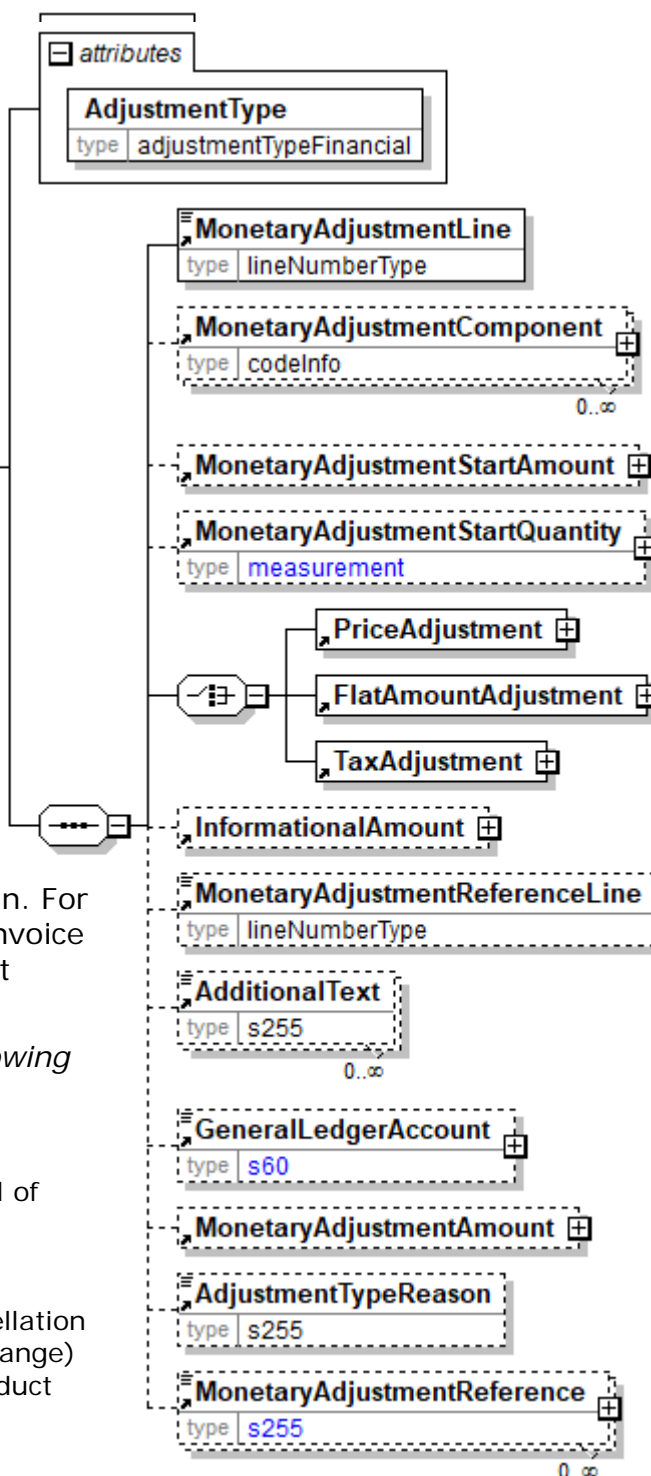 attributes
AdjustmentType
type adjustmentTypeFinancial
MonetaryAdjustmentLine
type lineNumberType
MonetaryAdjustmentComponent
type codeInfo
0..∞
MonetaryAdjustmentStartAmount
MonetaryAdjustmentStartQuantity
type measurement
PriceAdjustment
FlatAmountAdjustment
TaxAdjustment
InformationalAmount
MonetaryAdjustmentReferenceLine
type lineNumberType
AdditionalText
type s255
0..∞
GeneralLedgerAccount
type s60
MonetaryAdjustmentAmount
AdjustmentTypeReason
type s255
MonetaryAdjustmentReference
type s255
0..∞
n. For
nvoice
t
owing
l of
ellation
ange)
duct